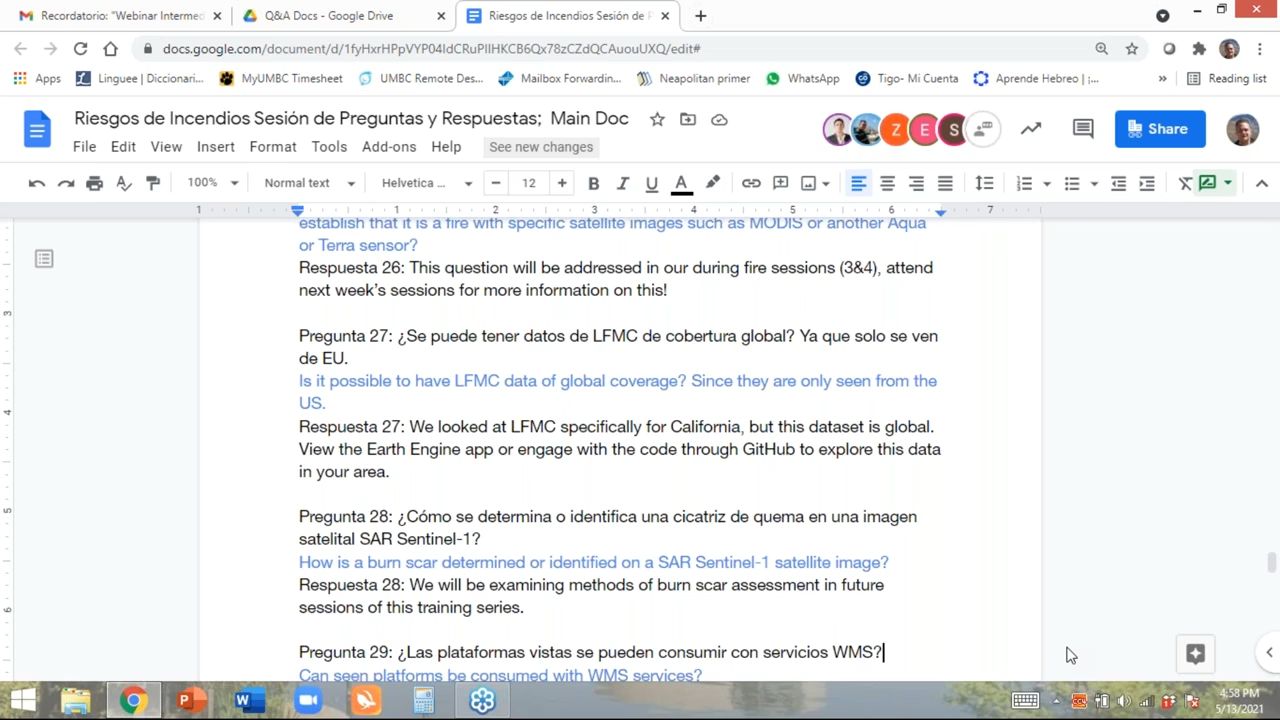 Recordatorio: "Webinar Intermed
Q&A Docs - Google Drive
Riesgos de Incendios Sesión de P
docs.google.com/document/d/1fyHxrHPpVYP04IdCRuPIIHKCB6Qx78zCZdQCAuouUXQ/edit#
Apps
Linguee | Diccionari...
MyUMBC Timesheet
UMBC Remote Des...
Mailbox Forwardin...
Neapolitan primer
WhatsApp
Tigo- Mi Cuenta
Aprende Hebreo | ¡...
»
Reading list
Riesgos de Incendios Sesión de Preguntas y Respuestas; Main Doc
Z
E
S
Share
File Edit View Insert Format Tools Add-ons Help See new changes
100% Normal text Helvetica ... 12 B I U A
1 1 2 3 4 5 6 7
establish that it is a fire with specific satellite images such as MODIS or another Aqua
or Terra sensor?
Respuesta 26: This question will be addressed in our during fire sessions (3&4), attend
next week's sessions for more information on this!
3
Pregunta 27: ¿Se puede tener datos de LFMC de cobertura global? Ya que solo se ven
de EU.
Is it possible to have LFMC data of global coverage? Since they are only seen from the
US.
4
Respuesta 27: We looked at LFMC specifically for California, but this dataset is global.
View the Earth Engine app or engage with the code through GitHub to explore this data
in your area.
5
Pregunta 28: ¿Cómo se determina o identifica una cicatriz de quema en una imagen
satelital SAR Sentinel-1?
How is a burn scar determined or identified on a SAR Sentinel-1 satellite image?
Respuesta 28: We will be examining methods of burn scar assessment in future
sessions of this training series.
6
Pregunta 29: ¿Las plataformas vistas se pueden consumir con servicios WMS?
Can seen platforms be consumed with WMS services?
4:58 PM
5/13/2021